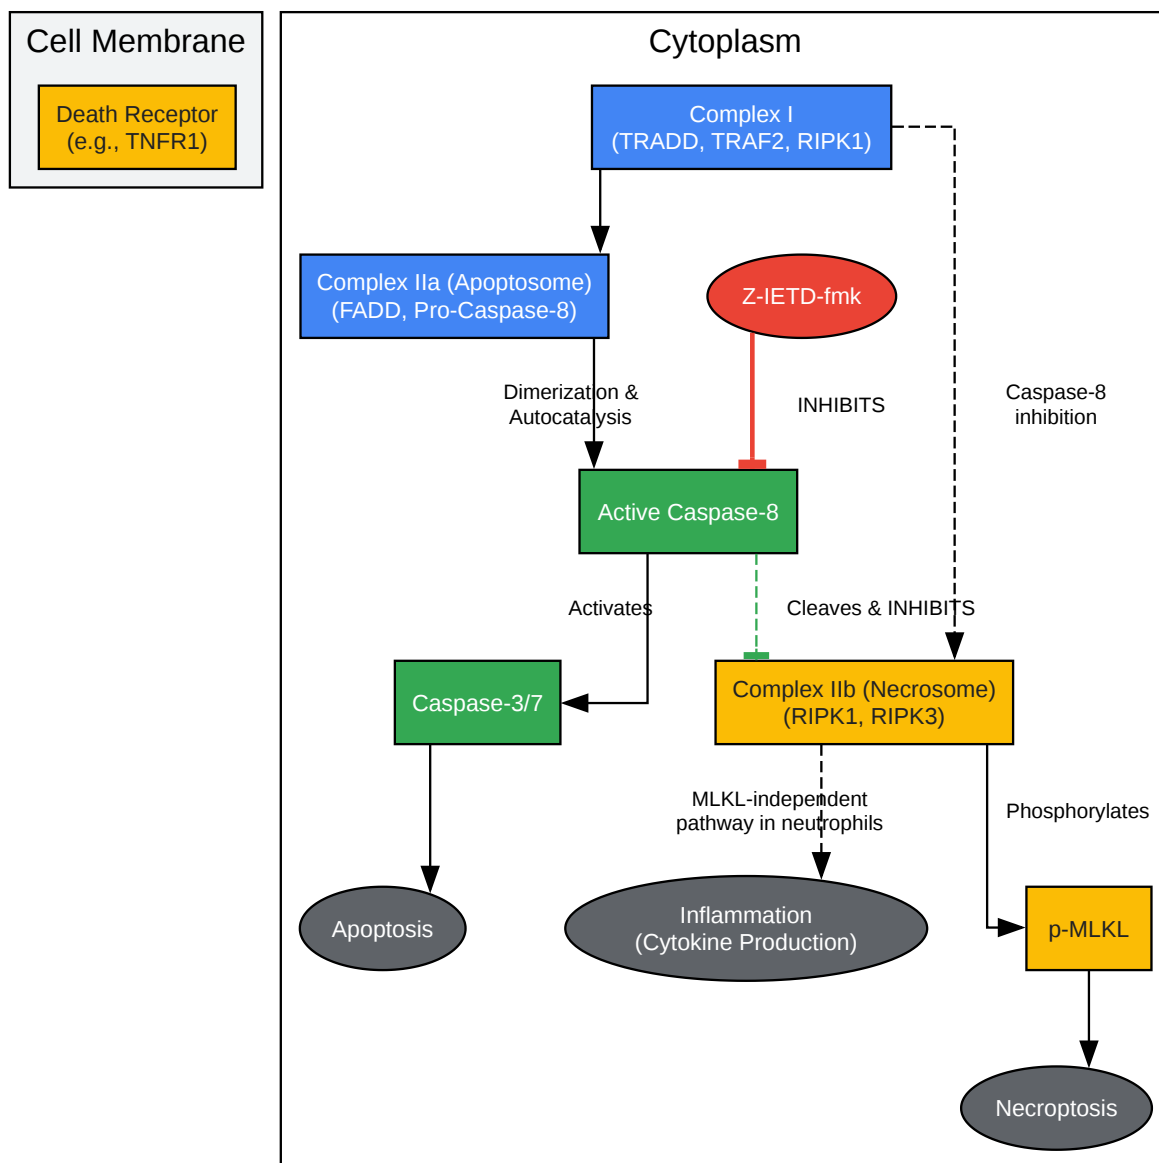 Cell Membrane
Death Receptor
(e.g., TNFR1)
Cytoplasm
Complex I
(TRADD, TRAF2, RIPK1)
Complex IIa (Apoptosome)
(FADD, Pro-Caspase-8)
Z-IETD-fmk
Dimerization &
Autocatalysis
INHIBITS
Caspase-8
inhibition
Active Caspase-8
Activates
Cleaves & INHIBITS
Caspase-3/7
Complex IIb (Necrosome)
(RIPK1, RIPK3)
MLKL-independent
pathway in neutrophils
Phosphorylates
Apoptosis
Inflammation
(Cytokine Production)
p-MLKL
Necroptosis